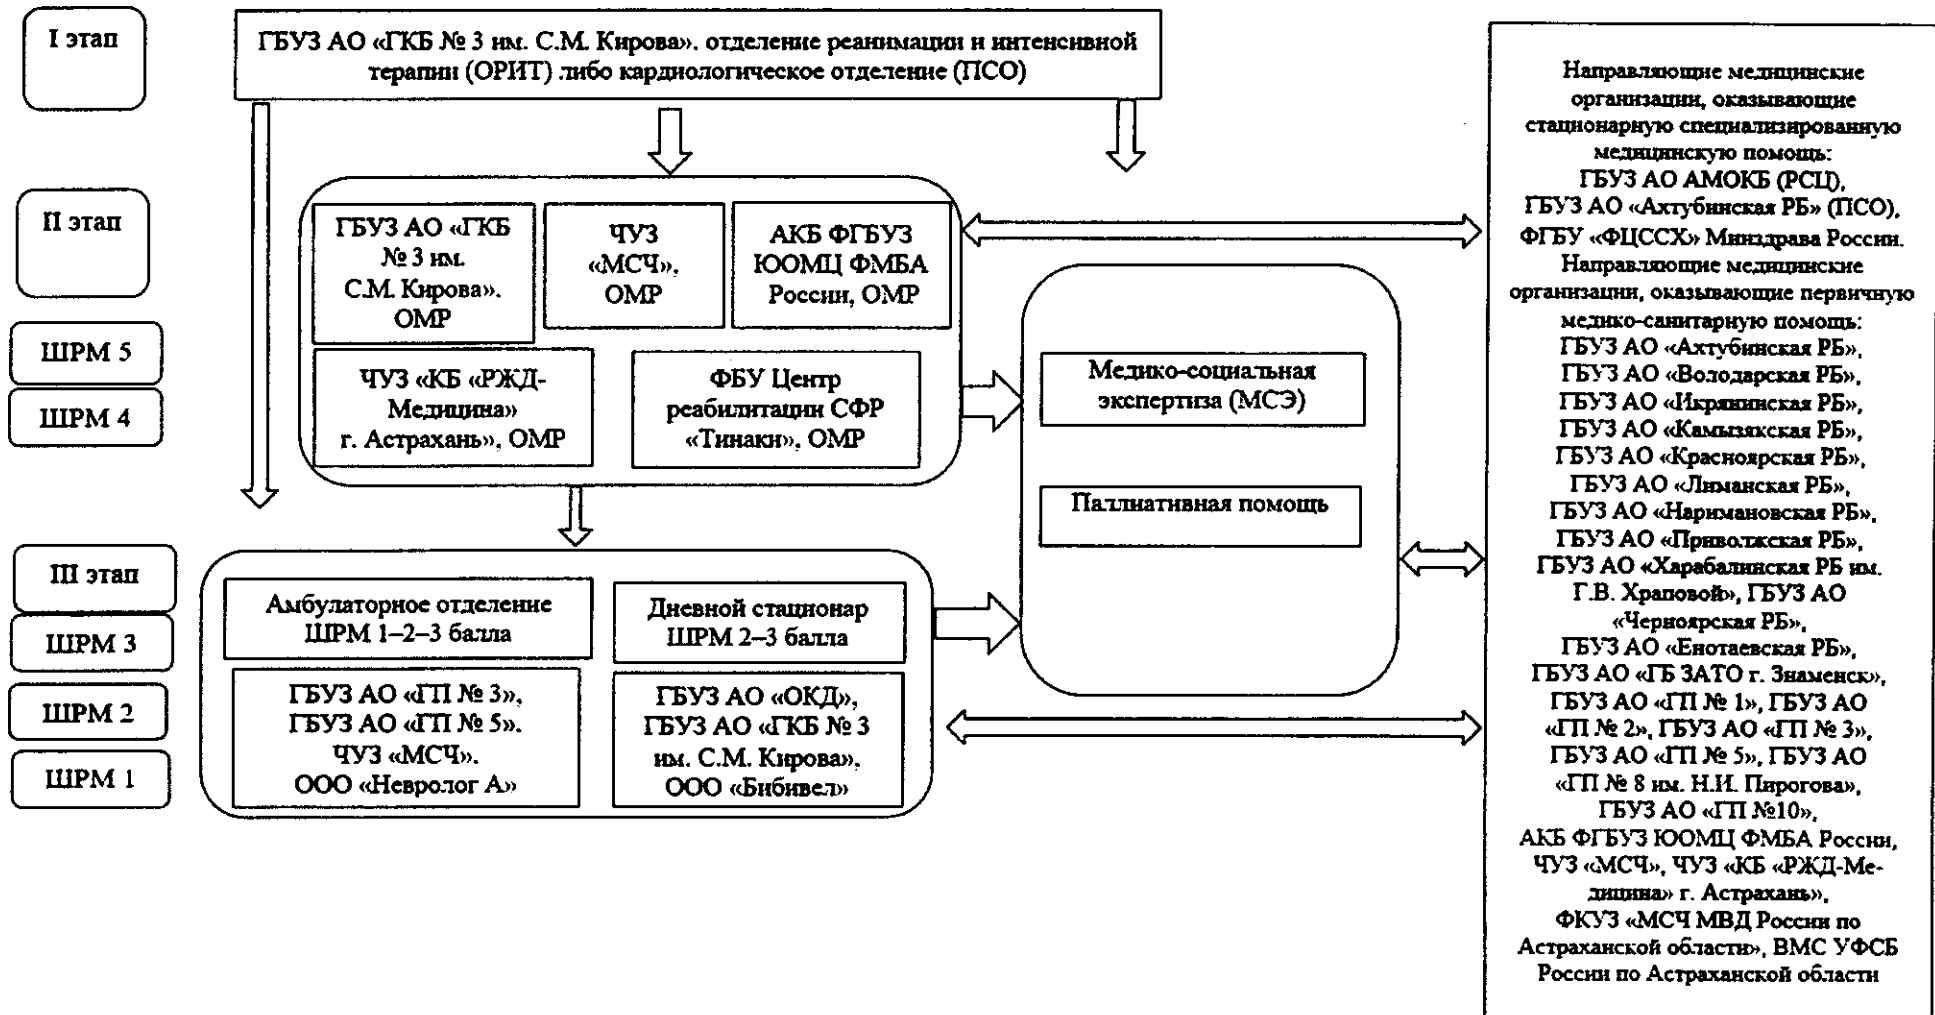 I этап
ГБУЗ АО «ГКБ № 3 им. С.М. Кирова». отделение реанимации и интенсивной
терапии (ОРИТ) либо кардиологическое отделение (ПСО)
II этап
ШРМ 5
ШРМ 4
ГБУЗ АО «ГКБ
№ 3 им.
С.М. Кирова».
ОМР
ЧУЗ
«МСЧ».
ОМР
АКБ ФГБУЗ
ЮОМЦ ФМБА
России, ОМР
ЧУЗ «КБ «РЖД-
Медицина»
г. Астрахань», ОМР
ФБУ Центр
реабилитации СФР
«Тинаки». ОМР
Медико-социальная
экспертиза (МСЭ)
Паллиативная помощь
III этап
ШРМ 3
ШРМ 2
ШРМ 1
Амбулаторное отделение
ШРМ 1–2–3 балла
Дневной стационар
ШРМ 2–3 балла
ГБУЗ АО «ГП № 3»,
ГБУЗ АО «ГП № 5».
ЧУЗ «МСЧ».
ООО «Невролог А»
ГБУЗ АО «ОКД»,
ГБУЗ АО «ГКБ № 3
им. С.М. Кирова».
ООО «Бибивел»
Направляющие медицинские
организации, оказывающие
стационарную специализированную
медицинскую помощь:
ГБУЗ АО АМОКБ (РСЦ),
ГБУЗ АО «Ахтубинская РБ» (ПСО),
ФГБУ «ФЦССХ» Минздрава России.
Направляющие медицинские
организации, оказывающие первичную
медико-санитарную помощь:
ГБУЗ АО «Ахтубинская РБ»,
ГБУЗ АО «Володарская РБ»,
ГБУЗ АО «Икрянинская РБ»,
ГБУЗ АО «Камызякская РБ»,
ГБУЗ АО «Красноярская РБ»,
ГБУЗ АО «Лиманская РБ»,
ГБУЗ АО «Наримановская РБ»,
ГБУЗ АО «Приволжская РБ»,
ГБУЗ АО «Харабалинская РБ им.
Г.В. Храповой», ГБУЗ АО
«Черноярская РБ»,
ГБУЗ АО «Енотаевская РБ»,
ГБУЗ АО «ГБ ЗАТО г. Знаменск»,
ГБУЗ АО «ГП № 1», ГБУЗ АО
«ГП № 2», ГБУЗ АО «ГП № 3»,
ГБУЗ АО «ГП № 5», ГБУЗ АО
«ГП № 8 им. Н.И. Пирогова»,
ГБУЗ АО «ГП №10»,
АКБ ФГБУЗ ЮОМЦ ФМБА России,
ЧУЗ «МСЧ», ЧУЗ «КБ «РЖД-Ме-
дицина» г. Астрахань»,
ФКУЗ «МСЧ МВД России по
Астраханской области», ВМС УФСБ
России по Астраханской области